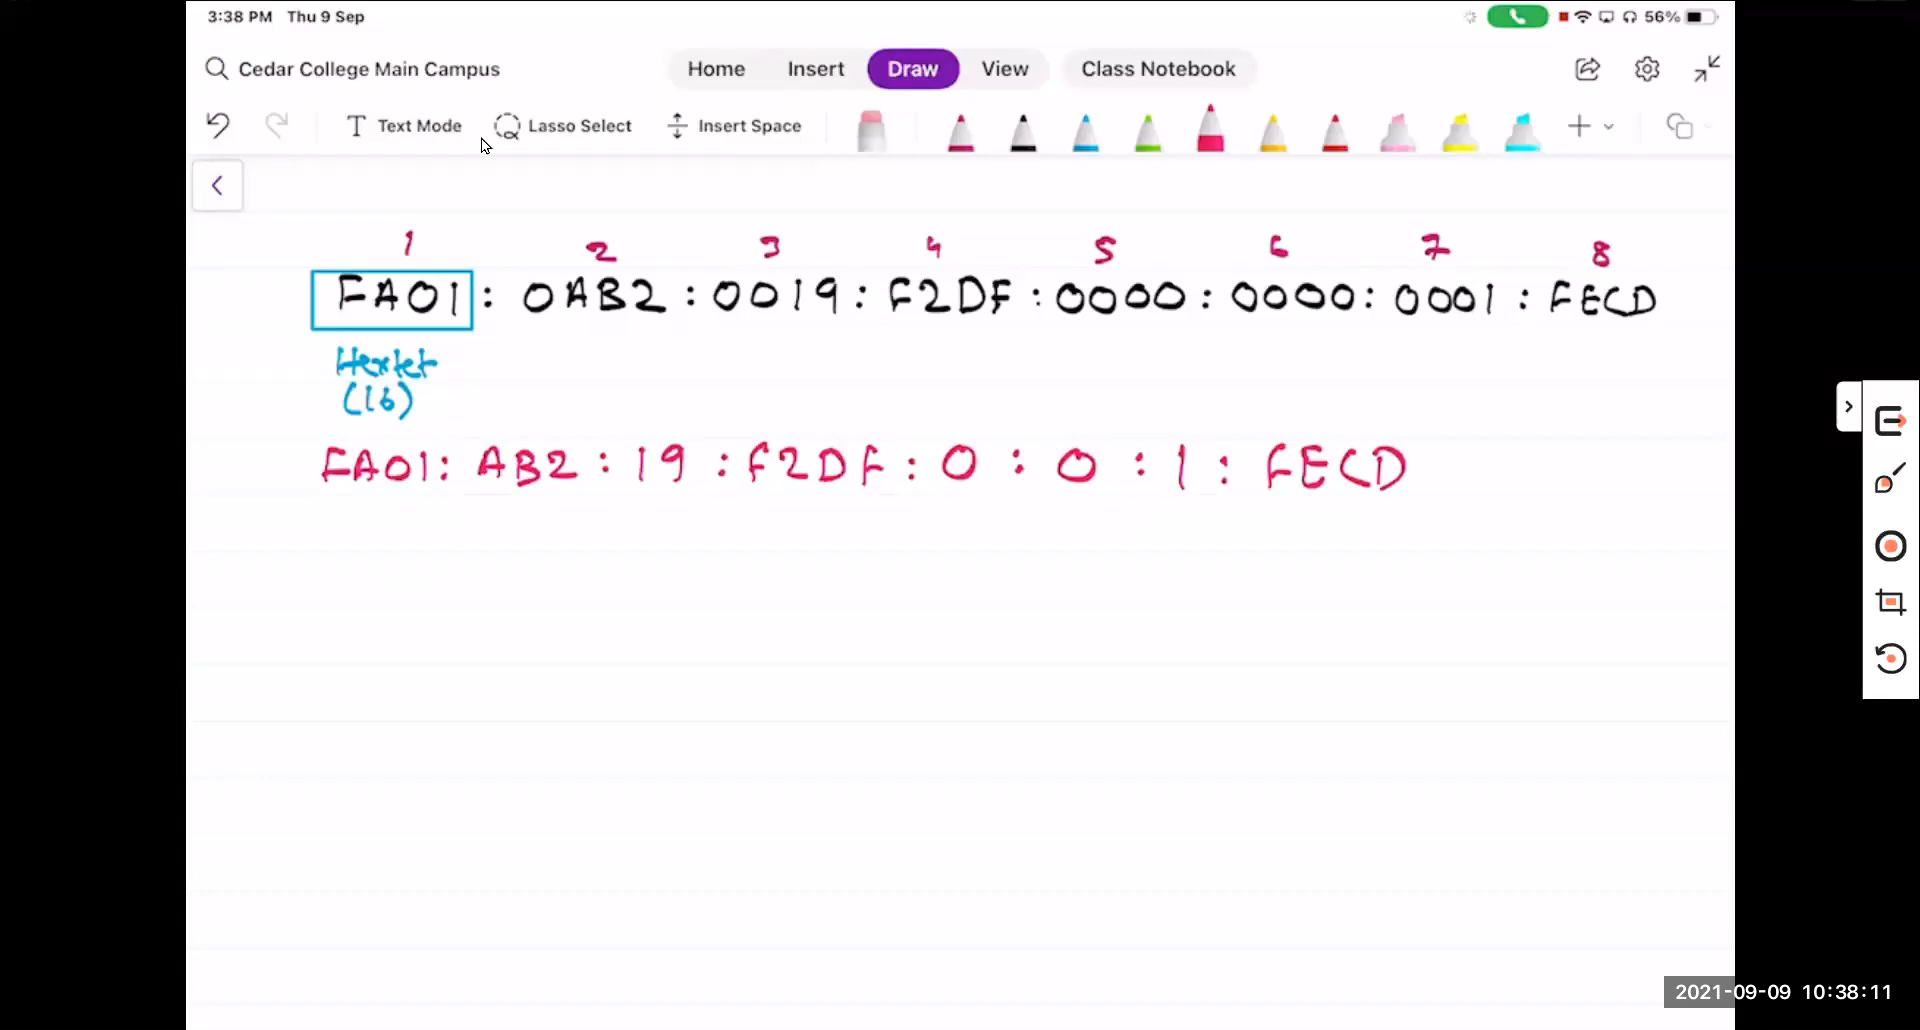 3:38 PM Thu 9 Sep 56%
Cedar College Main Campus Home Insert Draw View Class Notebook
Text Mode Lasso Select Insert Space
1 2 3 4 5 6 7 8
FA01 : 0AB2 : 0019 : F2DF : 0000 : 0000 : 0001 : FECD
Hextet
(16)
FA01 : AB2 : 19 : F2DF : 0 : 0 : 1 : FECD
2021-09-09 10:38:11